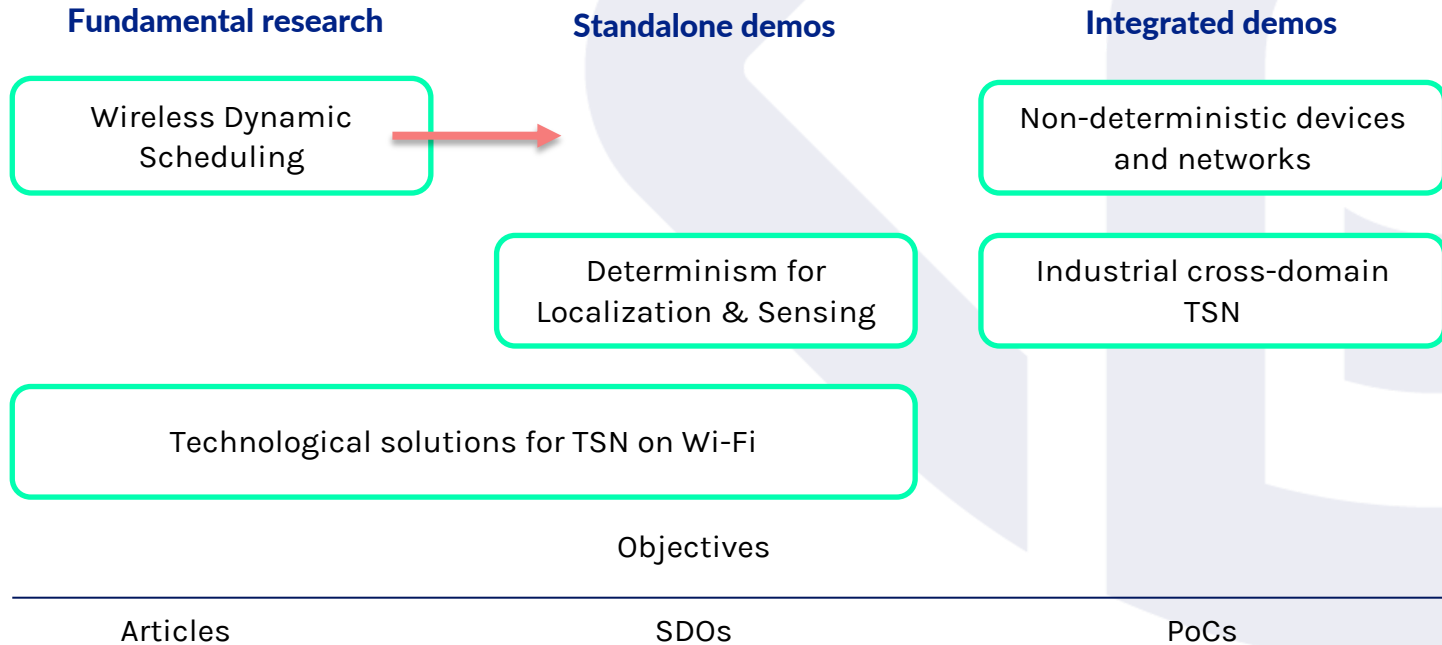 Fundamental research
Standalone demos
Integrated demos
Wireless Dynamic
Scheduling
Non-deterministic devices
and networks
Determinism for
Localization & Sensing
Industrial cross-domain
TSN
Technological solutions for TSN on Wi-Fi
Objectives
Articles
SDOs
PoCs